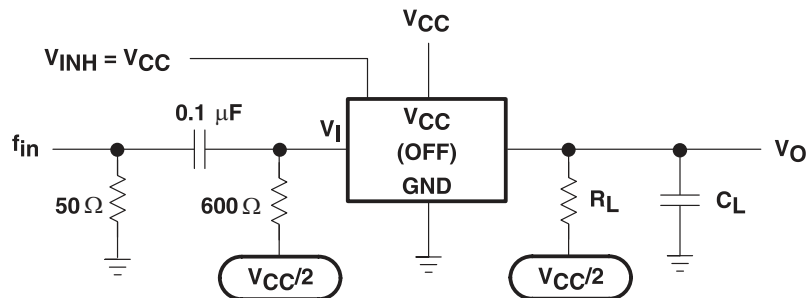 VCC
VINH = VCC
0.1 μF
fin
VI
VCC
(OFF)
GND
VO
50 Ω
600 Ω
RL
CL
VCC/2
VCC/2